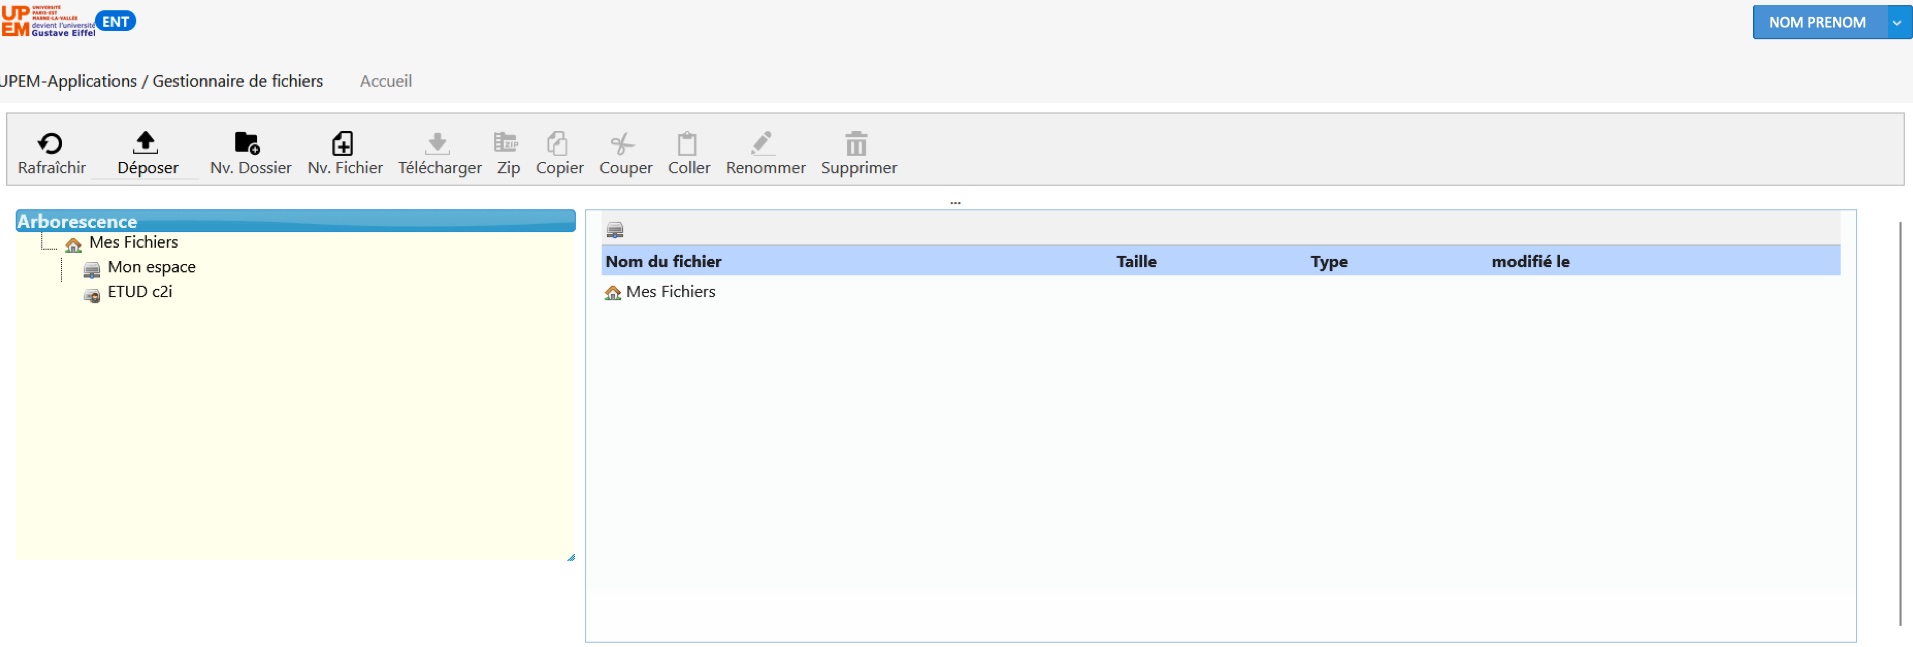 UPEM
UNIVERSITÉ
PARIS-EST
MARNE-LA-VALLÉE
devient l'université
Gustave Eiffel
ENT
NOM PRENOM
UPEM-Applications / Gestionnaire de fichiers Accueil
Rafraîchir Déposer Nv. Dossier Nv. Fichier Télécharger Zip Copier Couper Coller Renommer Supprimer
...
Arborescence
Mes Fichiers
Mon espace
ETUD c2i
Nom du fichier Taille Type modifié le
Mes Fichiers